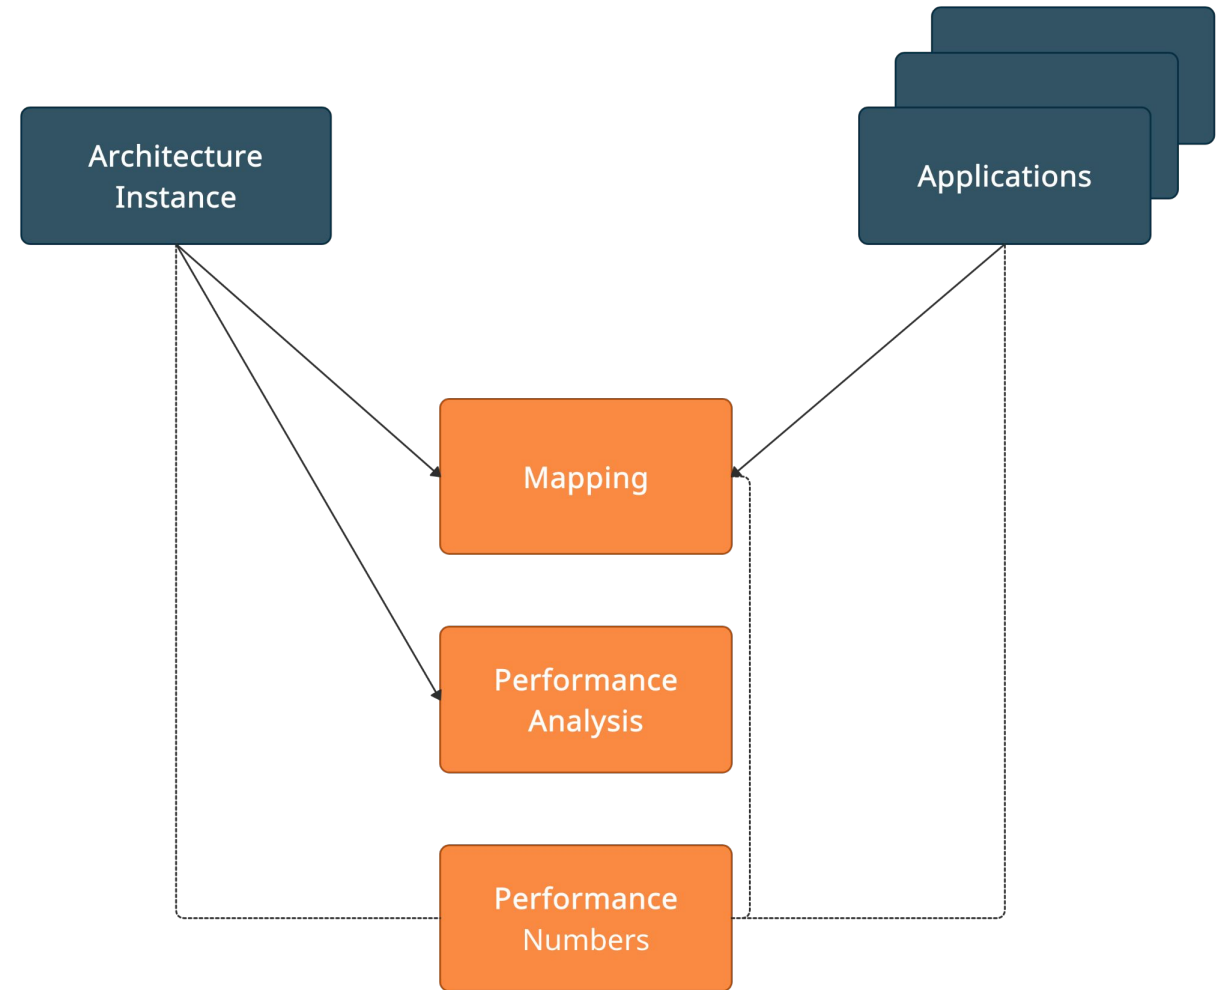 Architecture
Instance
Applications
Mapping
Performance
Analysis
Performance
Numbers